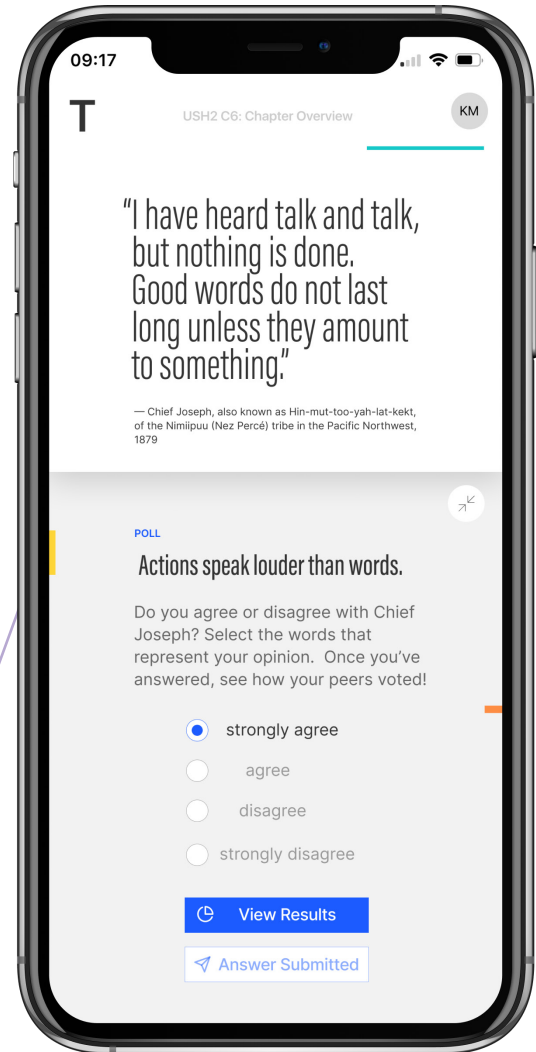 09:17
T
USH2 C6: Chapter Overview
KM
“I have heard talk and talk,
but nothing is done.
Good words do not last
long unless they amount
to something.”
— Chief Joseph, also known as Hin-mut-too-yah-lat-kekt,
of the Nimiipuu (Nez Percé) tribe in the Pacific Northwest,
1879
POLL
Actions speak louder than words.
Do you agree or disagree with Chief
Joseph? Select the words that
represent your opinion. Once you’ve
answered, see how your peers voted!
strongly agree
agree
disagree
strongly disagree
View Results
Answer Submitted